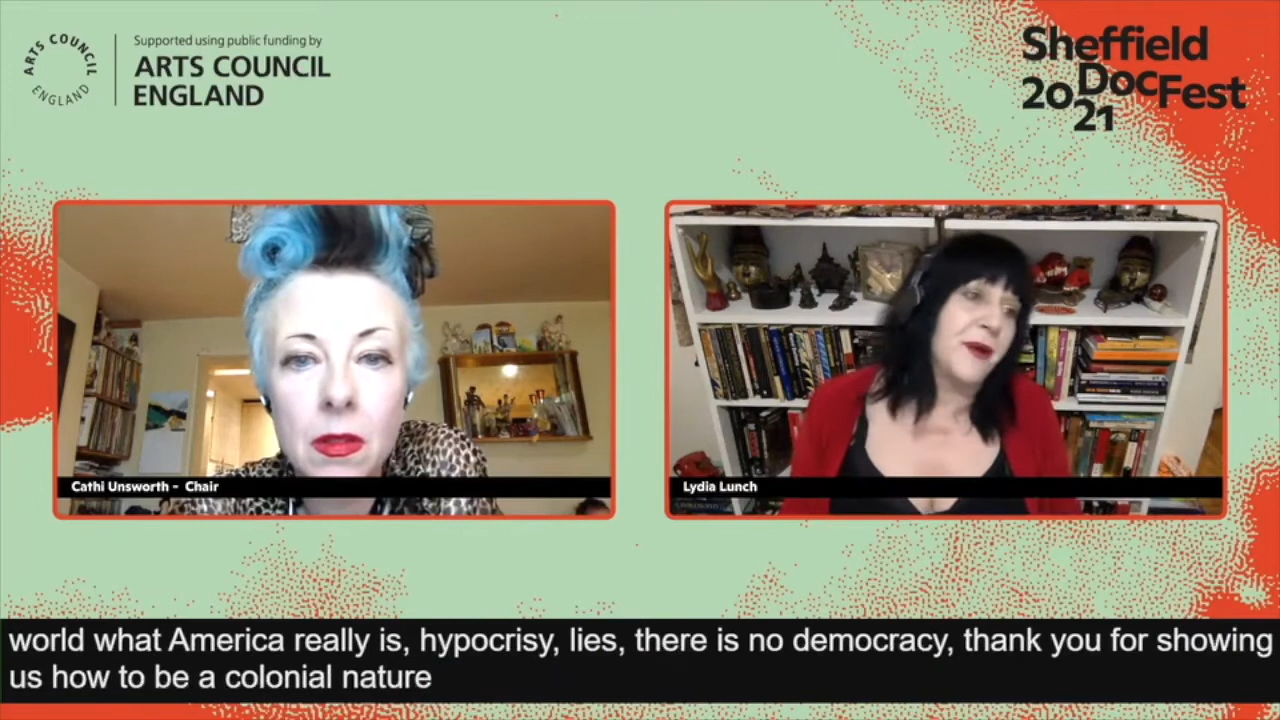 ARTS COUNCIL
ENGLAND
Supported using public funding by
ARTS COUNCIL
ENGLAND
Sheffield
DocFest
2021
Cathi Unsworth - Chair
Lydia Lunch
world what America really is, hypocrisy, lies, there is no democracy, thank you for showing
us how to be a colonial nature